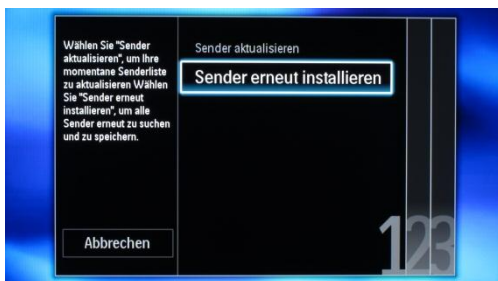 Wählen Sie "Sender
aktualisieren", um Ihre
momentane Senderliste
zu aktualisieren Wählen
Sie "Sender erneut
installieren", um alle
Sender erneut zu suchen
und zu speichern.
Abbrechen
Sender aktualisieren
Sender erneut installieren
123